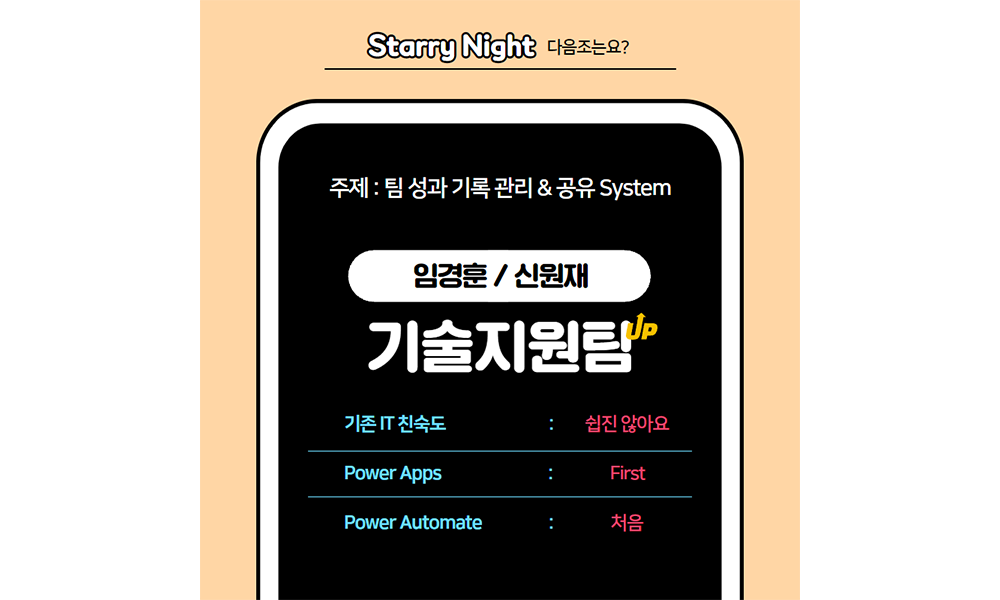 Starry Night 다음조는요?
주제 : 팀 성과 기록 관리 & 공유 System
임경훈 / 신원재
기술지원팀 UP
기존 IT 친숙도 : 쉽진 않아요
Power Apps : First
Power Automate : 처음